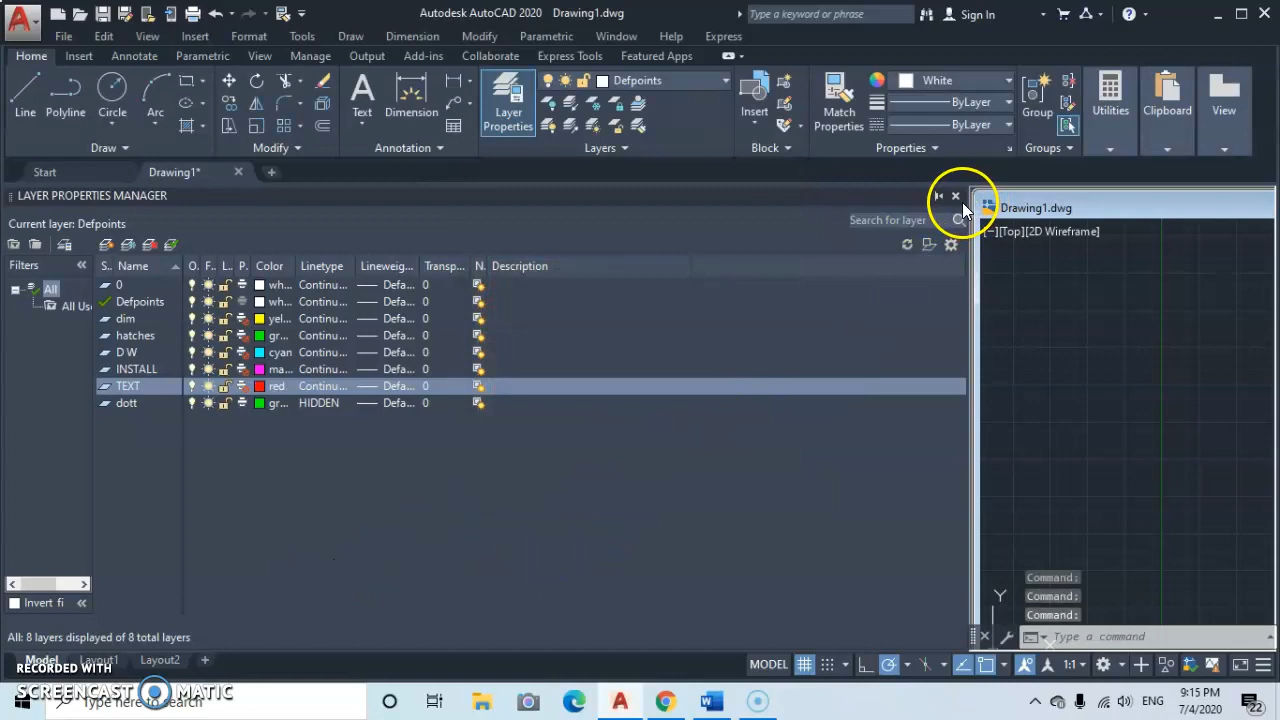 Autodesk AutoCAD 2020 Drawing1.dwg
Type a keyword or phrase
Sign In
File Edit View Insert Format Tools Draw Dimension Modify Parametric Window Help Express
Home Insert Annotate Parametric View Manage Output Add-ins Collaborate Express Tools Featured Apps
Defpoints
White
ByLayer
ByLayer
Line Polyline Circle Arc
Text Dimension
Layer Properties
Insert
Match Properties
Group
Utilities Clipboard View
Draw Modify Annotation Layers Block Properties Groups
Start Drawing1*
LAYER PROPERTIES MANAGER
Drawing1.dwg
Current layer: Defpoints
Search for layer
[−][Top][2D Wireframe]
Filters
All
All Us
S.. Name O. F.. L.. P. Color Linetype Lineweig... Transp... N. Description
0 wh... Continu... Defa... 0
Defpoints wh... Continu... Defa... 0
dim yel... Continu... Defa... 0
hatches gr... Continu... Defa... 0
D W cyan Continu... Defa... 0
INSTALL ma... Continu... Defa... 0
TEXT red Continu... Defa... 0
dott gr... HIDDEN Defa... 0
Invert fi
All: 8 layers displayed of 8 total layers
Command:
Command:
Command:
Y
Type a command
Model Layout1 Layout2
MODEL
1:1
RECORDED WITH
SCREENCAST MATIC
Type here to search
ENG
9:15 PM
7/4/2020
22